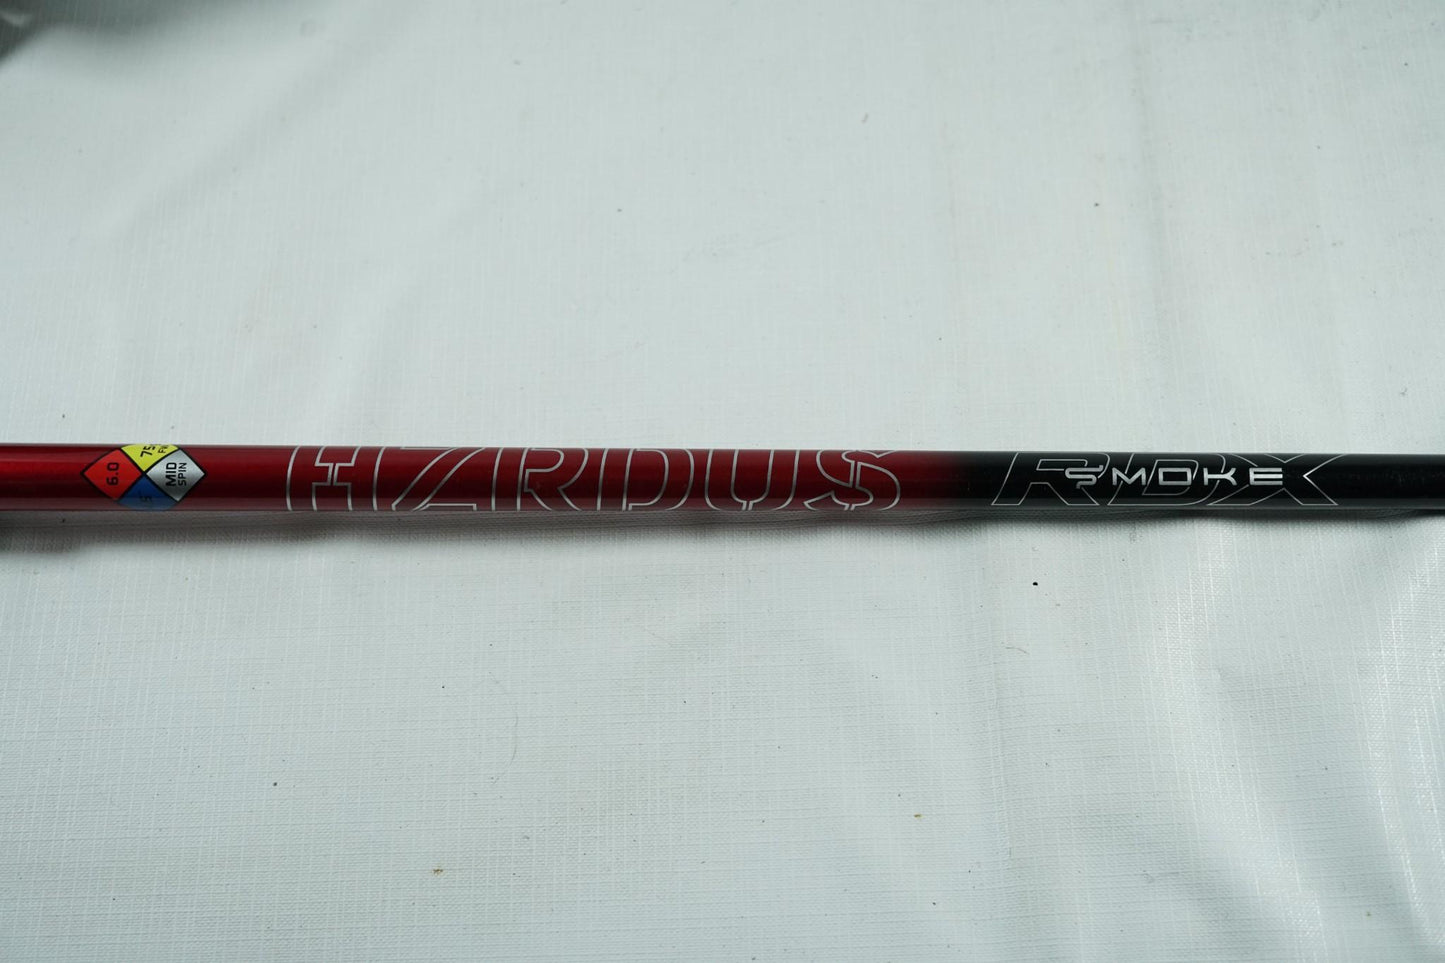 6.0
75
MID
SPIN
HZRDUS
SMOKE
RDX